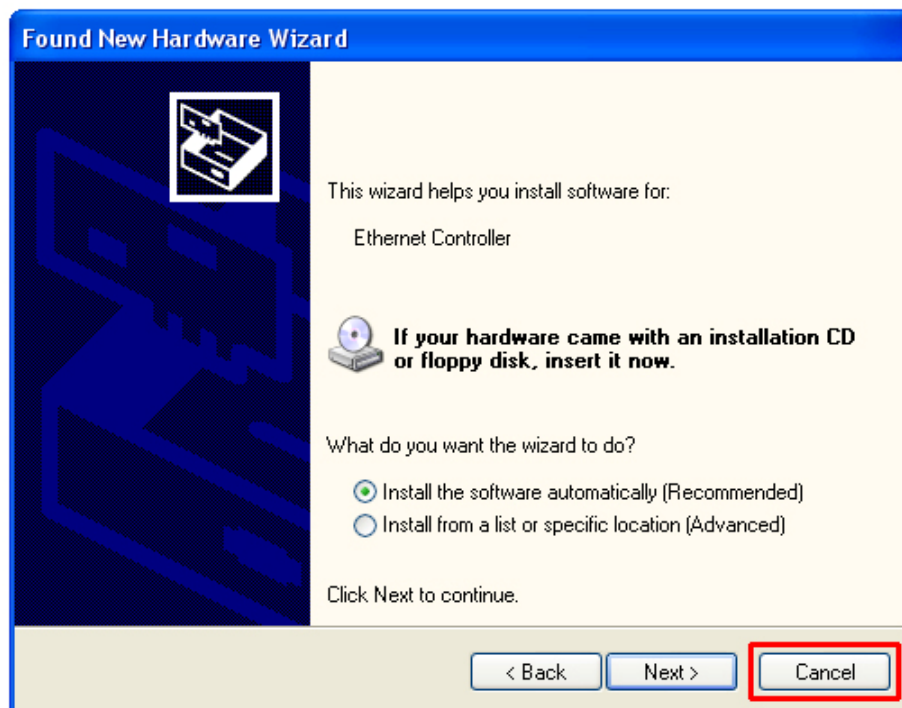 Found New Hardware Wizard
This wizard helps you install software for:
Ethernet Controller
If your hardware came with an installation CD
or floppy disk, insert it now.
What do you want the wizard to do?
Install the software automatically (Recommended)
Install from a list or specific location (Advanced)
Click Next to continue.
< Back
Next >
Cancel